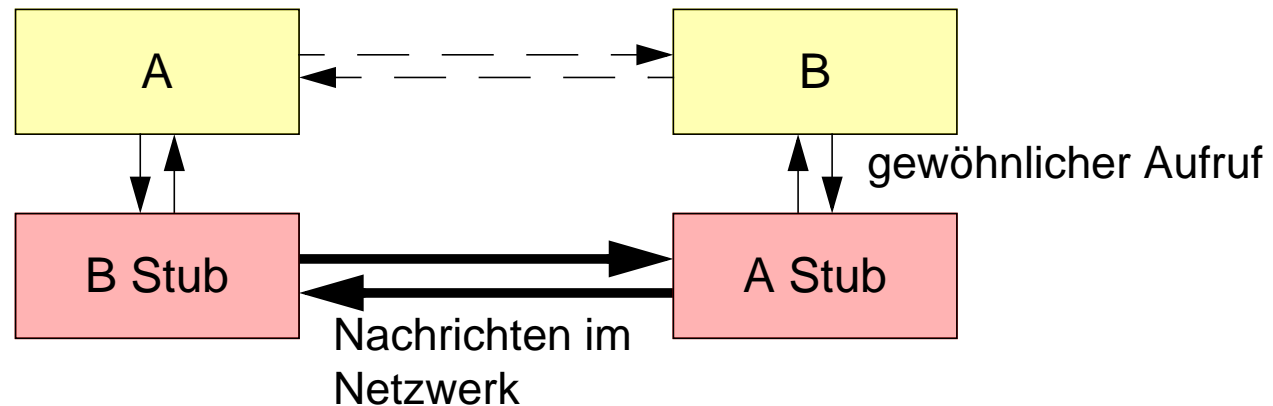 A
B
gewöhnlicher Aufruf
B Stub
A Stub
Nachrichten im
Netzwerk